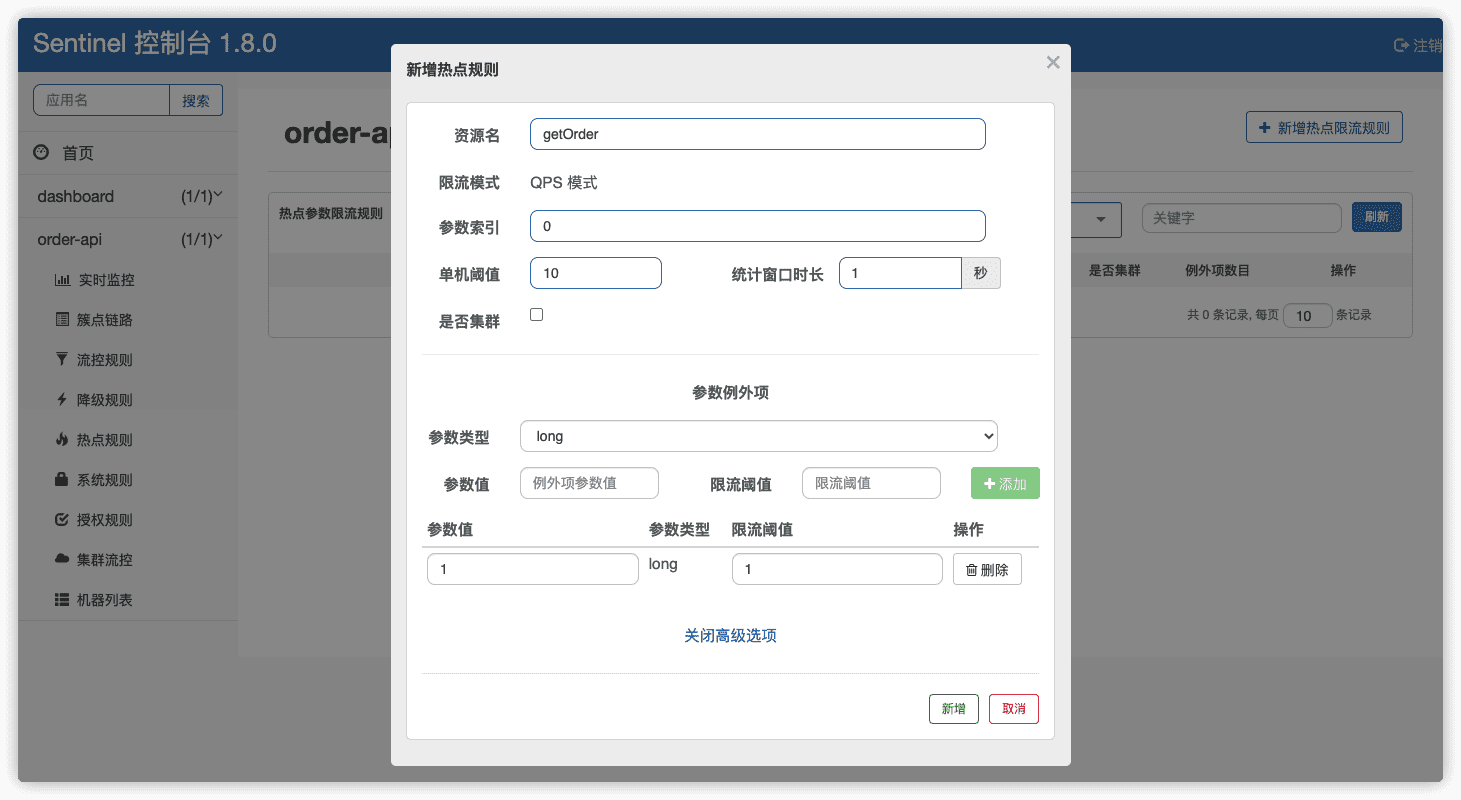 Sentinel 控制台 1.8.0
注销
应用名
搜索
首页
dashboard (1/1)
order-api (1/1)
实时监控
簇点链路
流控规则
降级规则
热点规则
系统规则
授权规则
集群流控
机器列表
order-ap
新增热点限流规则
热点参数限流规则
关键字
刷新
是否集群 例外项数目 操作
共 0 条记录, 每页 10 条记录
新增热点规则
×
资源名 getOrder
限流模式 QPS 模式
参数索引 0
单机阈值 10 统计窗口时长 1 秒
是否集群
参数例外项
参数类型 long
参数值 例外项参数值 限流阈值 限流阈值 添加
参数值 参数类型 限流阈值 操作
1 long 1 删除
关闭高级选项
新增 取消